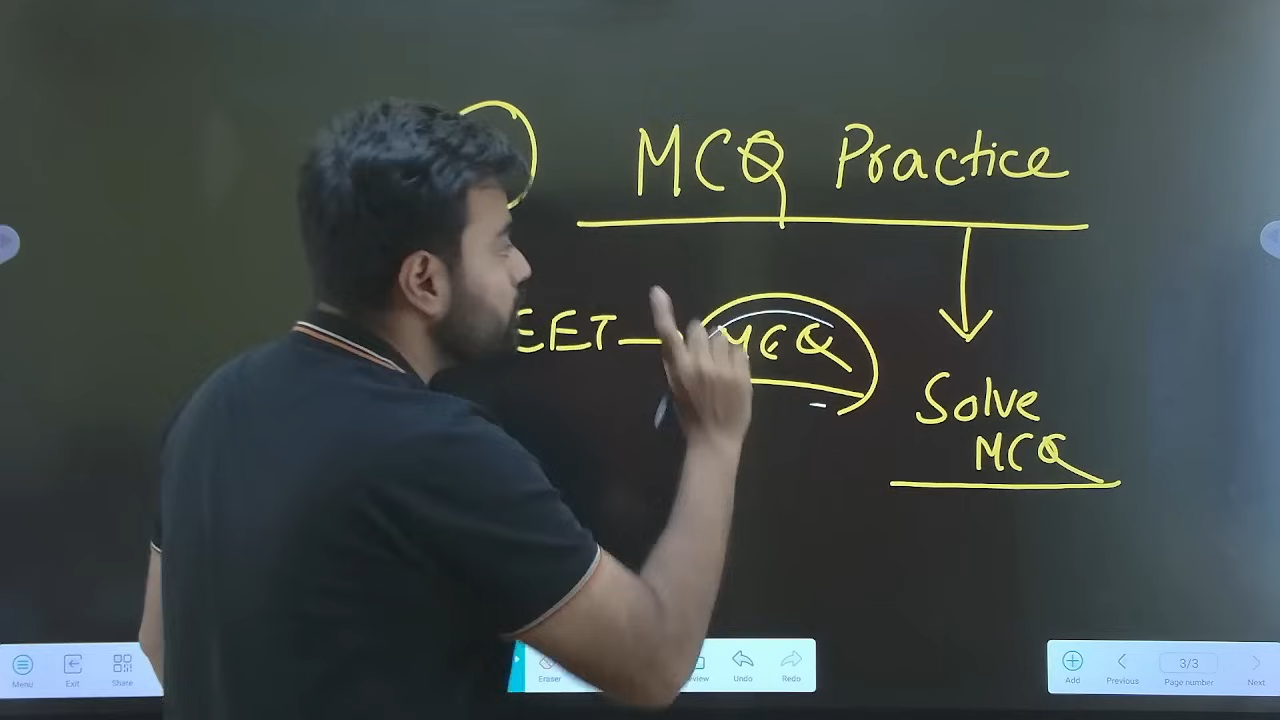 MCQ Practice
EET — MCQ
Solve
MCQ
Menu
Exit
Share
Eraser
view
Undo
Redo
Add
Previous
3/3
Page number
Next